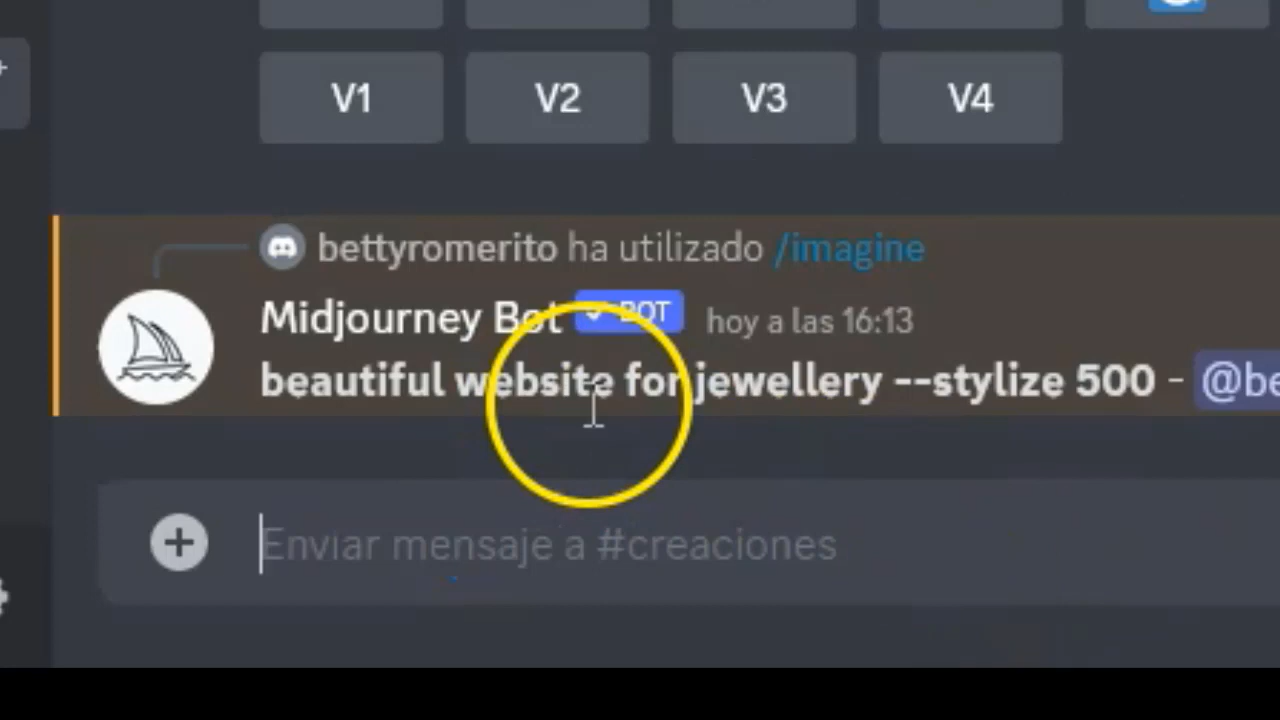 V1 V2 V3 V4
bettyromerito ha utilizado /imagine
Midjourney Bot BOT hoy a las 16:13
beautiful website for jewellery --stylize 500 - @be
Enviar mensaje a #creaciones